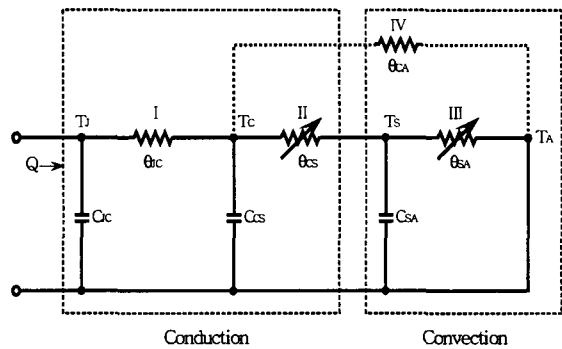 IV
θCA
TJ
I
TC
II
TS
III
TA
Q
θJC
θCS
θSA
CJC
CCS
CSA
Conduction
Convection